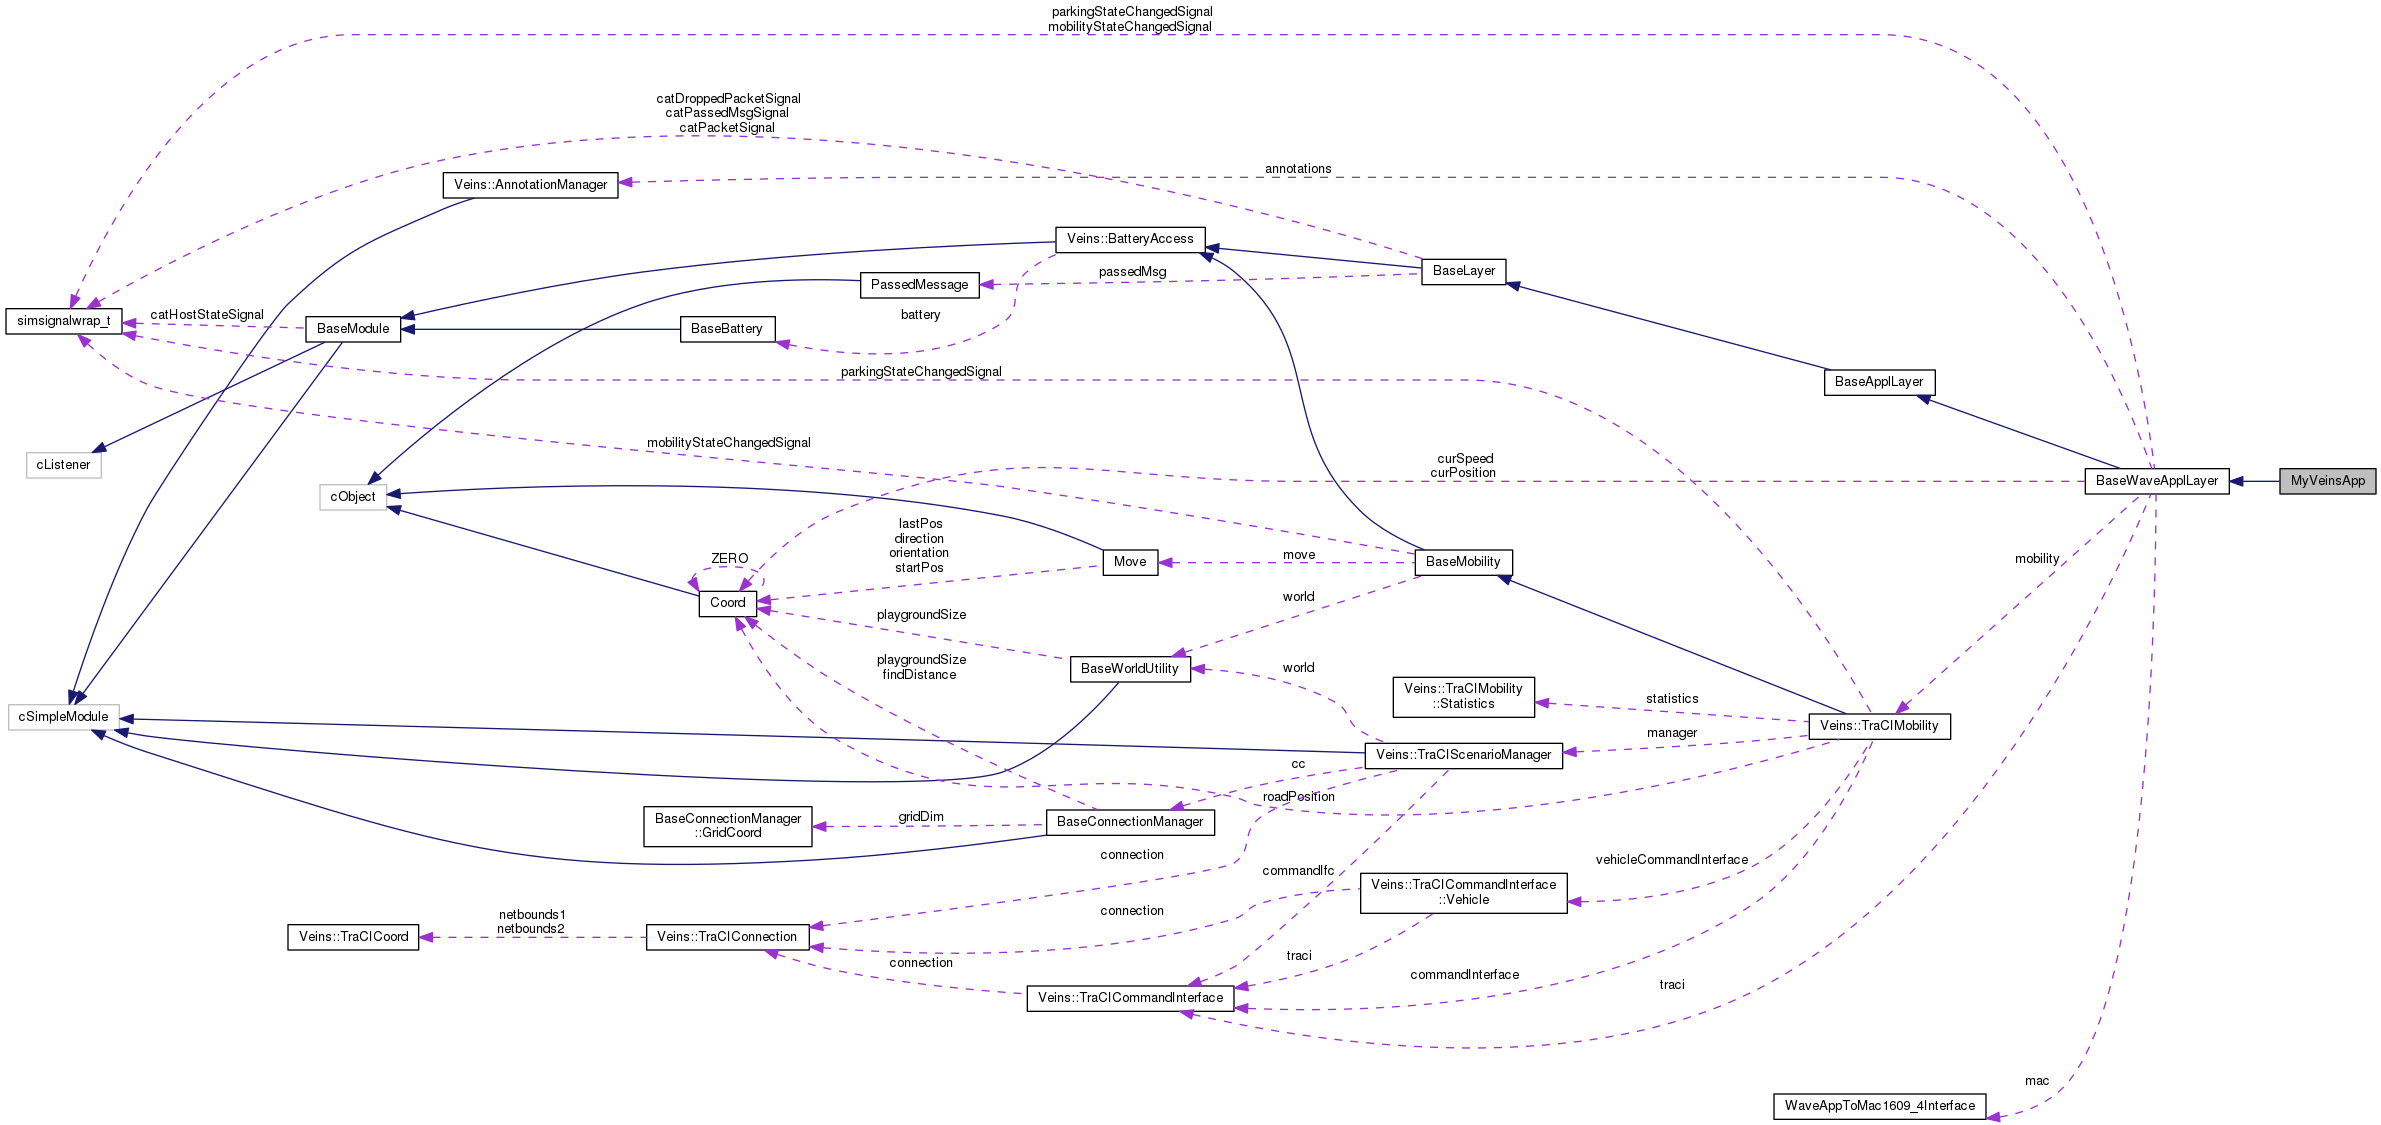 parkingStateChangedSignal
mobilityStateChangedSignal
catDroppedPacketSignal
catPassedMsgSignal
catPacketSignal
annotations
Veins::AnnotationManager
Veins::BatteryAccess
BaseLayer
passedMsg
PassedMessage
battery
catHostStateSignal
simsignalwrap_t
BaseModule
BaseBattery
parkingStateChangedSignal
BaseApplLayer
mobilityStateChangedSignal
cListener
curSpeed
curPosition
BaseWaveApplLayer
MyVeinsApp
cObject
lastPos
direction
orientation
startPos
ZERO
move
Move
BaseMobility
mobility
Coord
world
playgroundSize
playgroundSize
findDistance
BaseWorldUtility
world
Veins::TraCIMobility
::Statistics
statistics
cSimpleModule
Veins::TraCIMobility
manager
Veins::TraCIScenarioManager
cc
roadPosition
BaseConnectionManager
::GridCoord
gridDim
BaseConnectionManager
connection
commandIfc
vehicleCommandInterface
Veins::TraCICommandInterface
::Vehicle
connection
netbounds1
netbounds2
Veins::TraCICoord
Veins::TraCIConnection
connection
traci
commandInterface
traci
Veins::TraCICommandInterface
mac
WaveAppToMac1609_4Interface